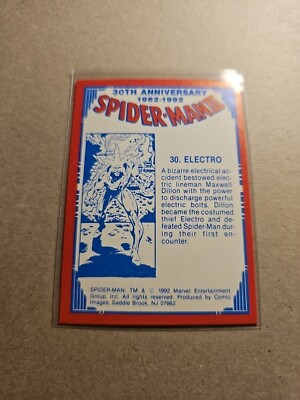 30TH ANNIVERSARY
1962-1992
SPIDER-MAN II
30. ELECTRO
A bizarre electrical ac-
cident bestowed elec-
tric lineman Maxwell
Dillon with the power
to discharge powerful
electric bolts. Dillon
became the costumed
thief Electro and de-
feated Spider-Man dur-
ing their first en-
counter.
SPIDER-MAN: TM & © 1992 Marvel Entertainment
Group, Inc. All rights reserved. Produced by Comic
Images, Saddle Brook, NJ 07662.